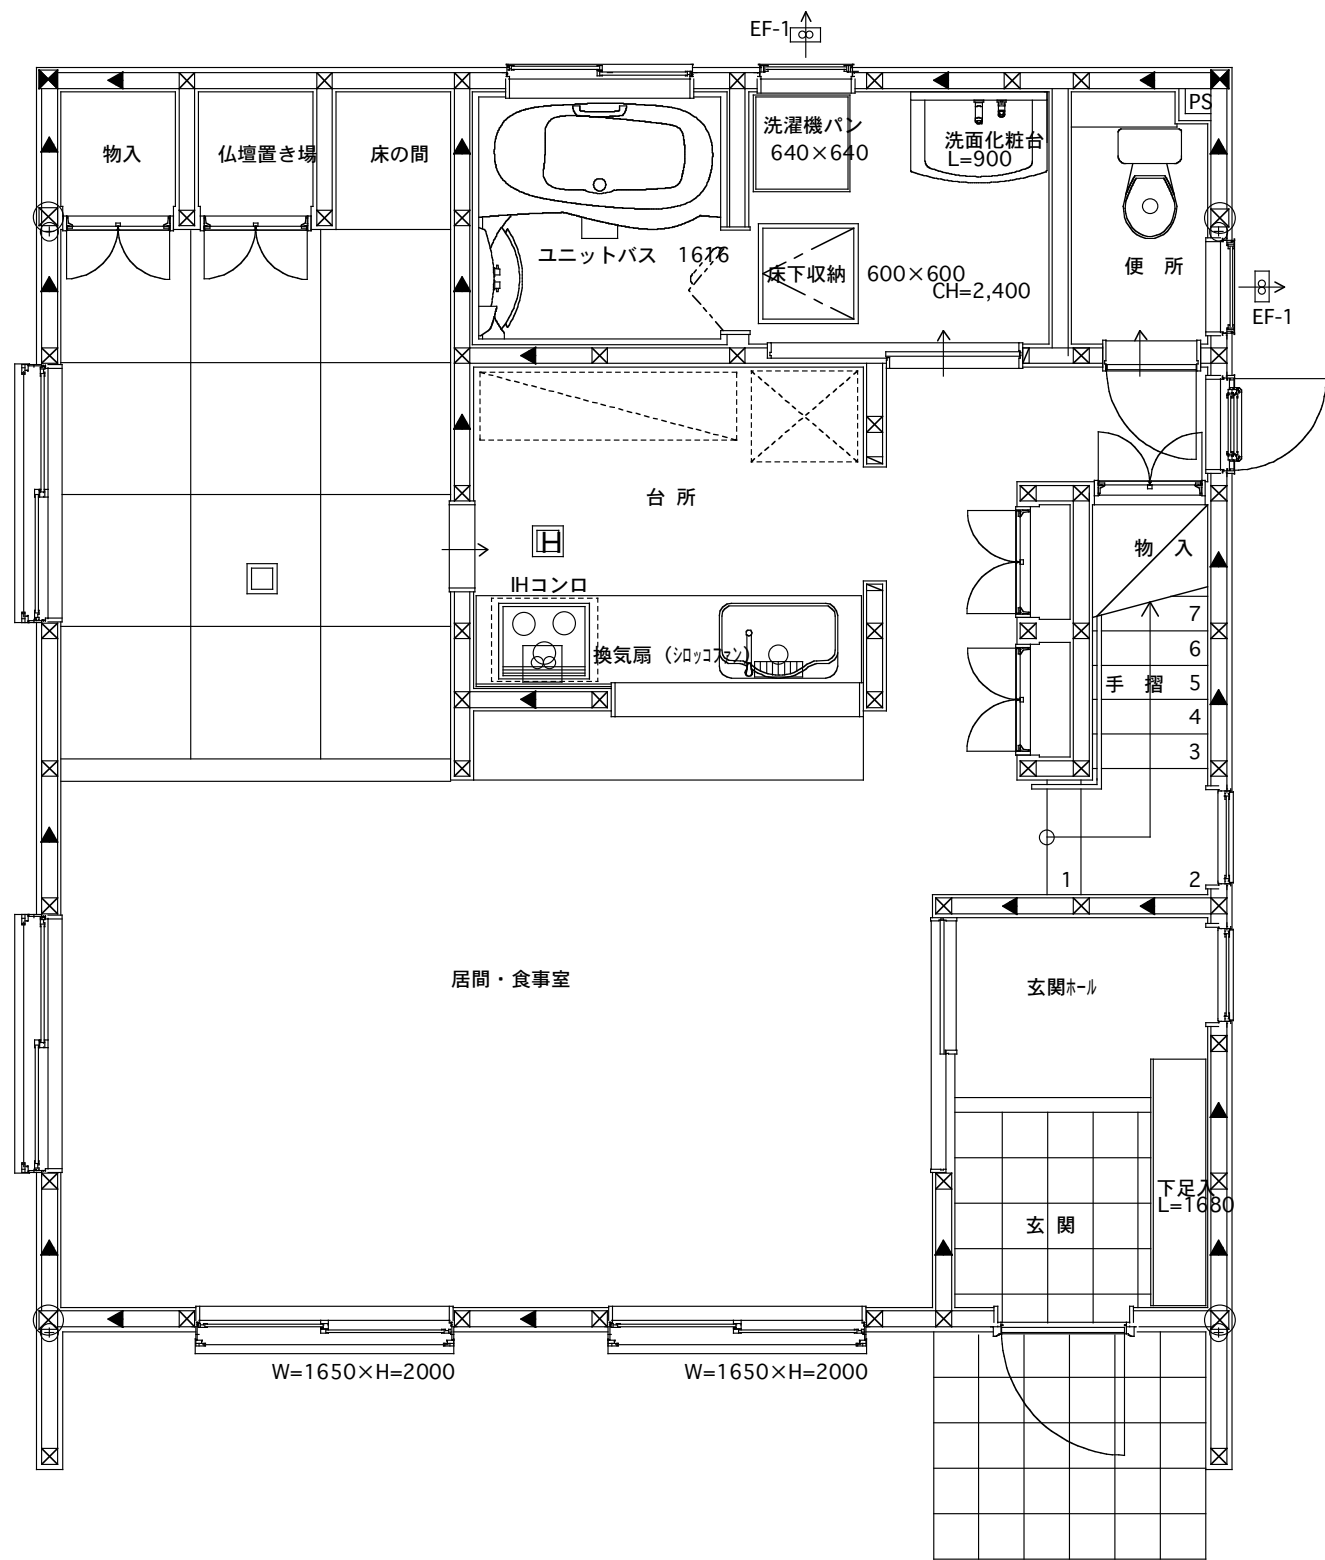 EF-1
PS
物入
仏壇置き場
床の間
洗濯機パン
640×640
洗面化粧台
L=900
ユニットバス 1616
床下収納 600×600
CH=2,400
便 所
EF-1
台 所
H
IHコンロ
換気扇（ｼﾛｯｺﾌｧﾝ）
物 入
7
6
手 摺 5
4
3
1
2
居間・食事室
玄関ﾎｰﾙ
下足入
L=1680
玄 関
W=1650×H=2000
W=1650×H=2000